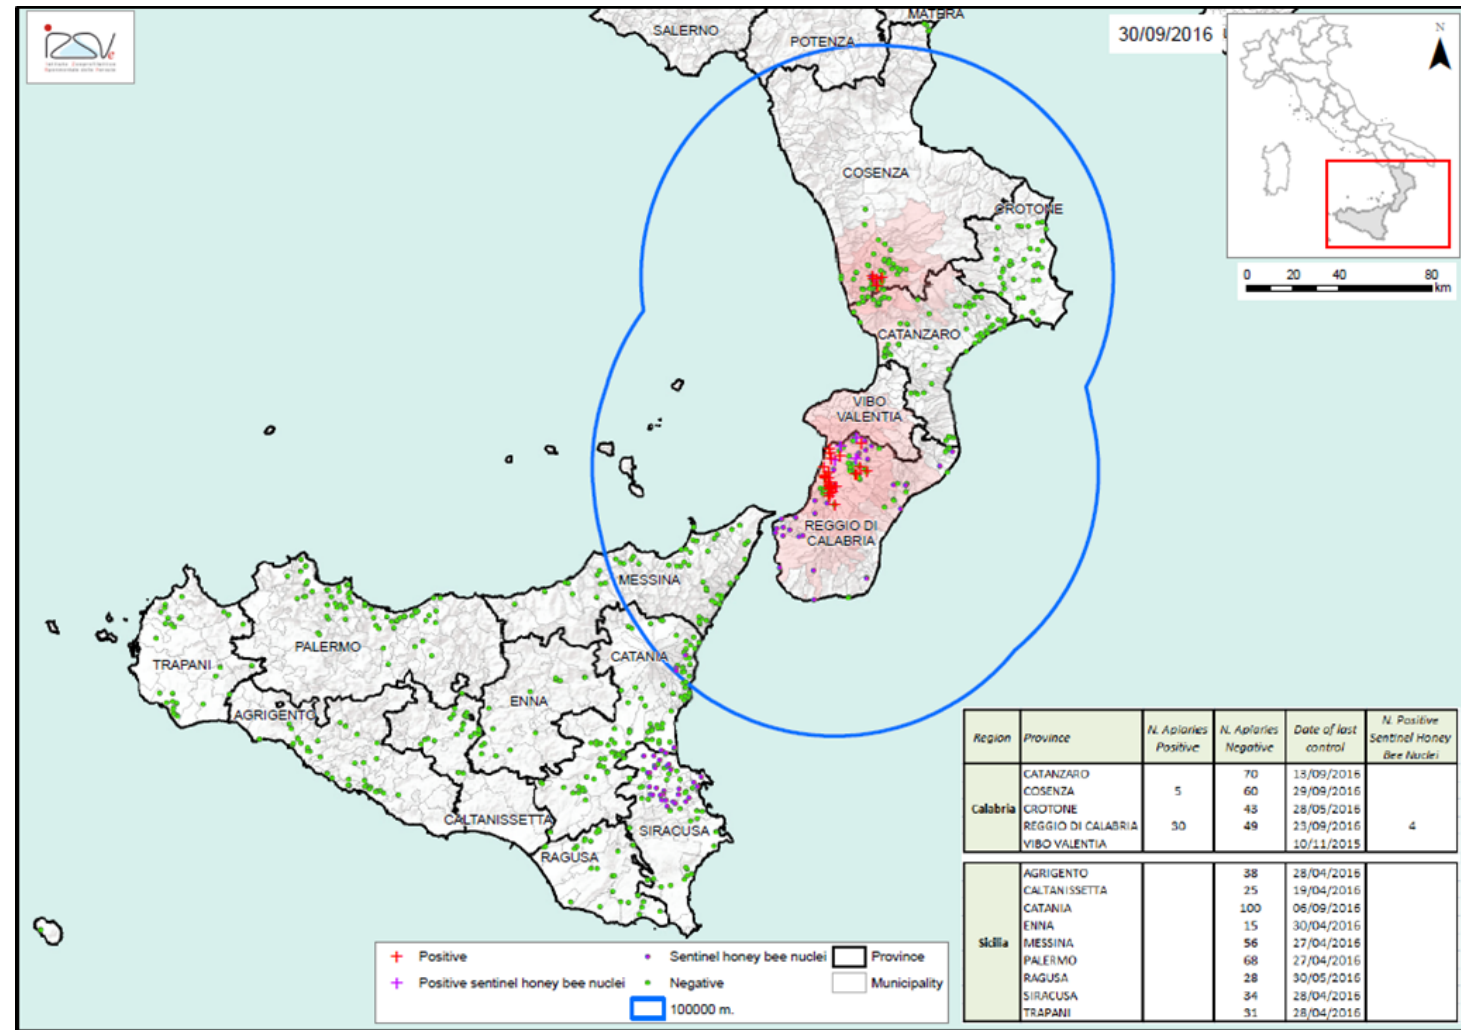 MATERA
SALERNO
POTENZA
30/09/2016
N
COSENZA
CROTONE
0 20 40 80
km
CATANZARO
VIBO
VALENTIA
REGGIO DI
CALABRIA
MESSINA
PALERMO
TRAPANI
CATANIA
ENNA
AGRIGENTO
CALTANISSETTA
SIRACUSA
RAGUSA
Region Province N. Apiaries Positive N. Apiaries Negative Date of last control N. Positive Sentinel Honey Bee Nuclei
Calabria
CATANZARO 70 13/09/2016
COSENZA 5 60 29/09/2016
CROTONE 43 28/05/2016
REGGIO DI CALABRIA 30 49 23/09/2016 4
VIBO VALENTIA 10/11/2015
Sicilia
AGRIGENTO 38 28/04/2016
CALTANISSETTA 25 19/04/2016
CATANIA 100 06/09/2016
ENNA 15 30/04/2016
MESSINA 56 27/04/2016
PALERMO 68 27/04/2016
RAGUSA 28 30/05/2016
SIRACUSA 34 28/04/2016
TRAPANI 31 28/04/2016
Positive
Sentinel honey bee nuclei
Province
Positive sentinel honey bee nuclei
Negative
Municipality
100000 m.